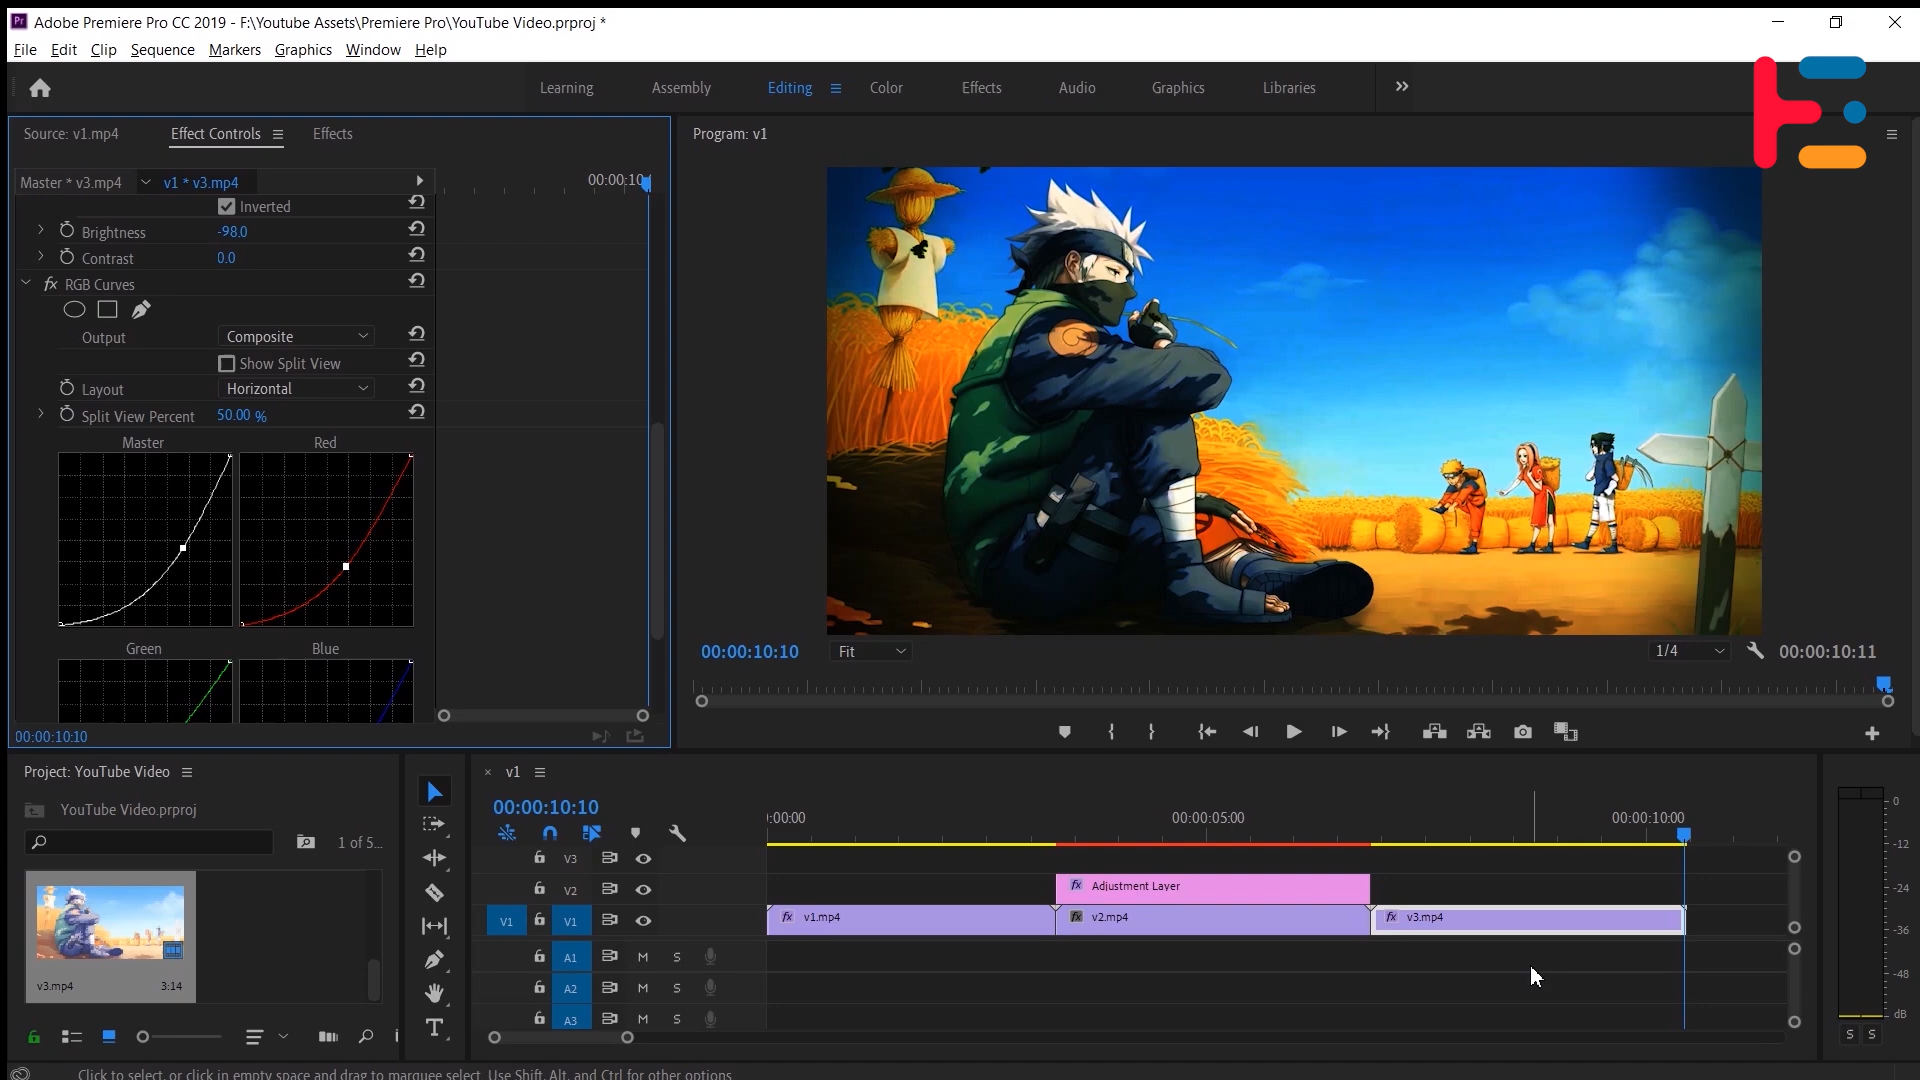 Pr Adobe Premiere Pro CC 2019 - F:\Youtube Assets\Premiere Pro\YouTube Video.prproj *
File Edit Clip Sequence Markers Graphics Window Help
Learning Assembly Editing Color Effects Audio Graphics Libraries
Source: v1.mp4 Effect Controls Effects
Program: v1
Master * v3.mp4 v1 * v3.mp4
00:00:10:
Inverted
Brightness -98.0
Contrast 0.0
fx RGB Curves
Output Composite
Show Split View
Layout Horizontal
Split View Percent 50.00 %
Master Red
Green Blue
00:00:10:10
00:00:10:10 Fit 1/4 00:00:10:11
Project: YouTube Video
YouTube Video.prproj
1 of 5...
v3.mp4 3:14
× v1
00:00:10:10
:00:00 00:00:05:00 00:00:10:00
V3
V2 fx Adjustment Layer
V1 V1 fx v1.mp4 fx v2.mp4 fx v3.mp4
A1 M S
A2 M S
A3 M S
T
0
-12
-24
-36
-48
dB
S S
Click to select, or click in empty space and drag to marquee select. Use Shift, Alt, and Ctrl for other options